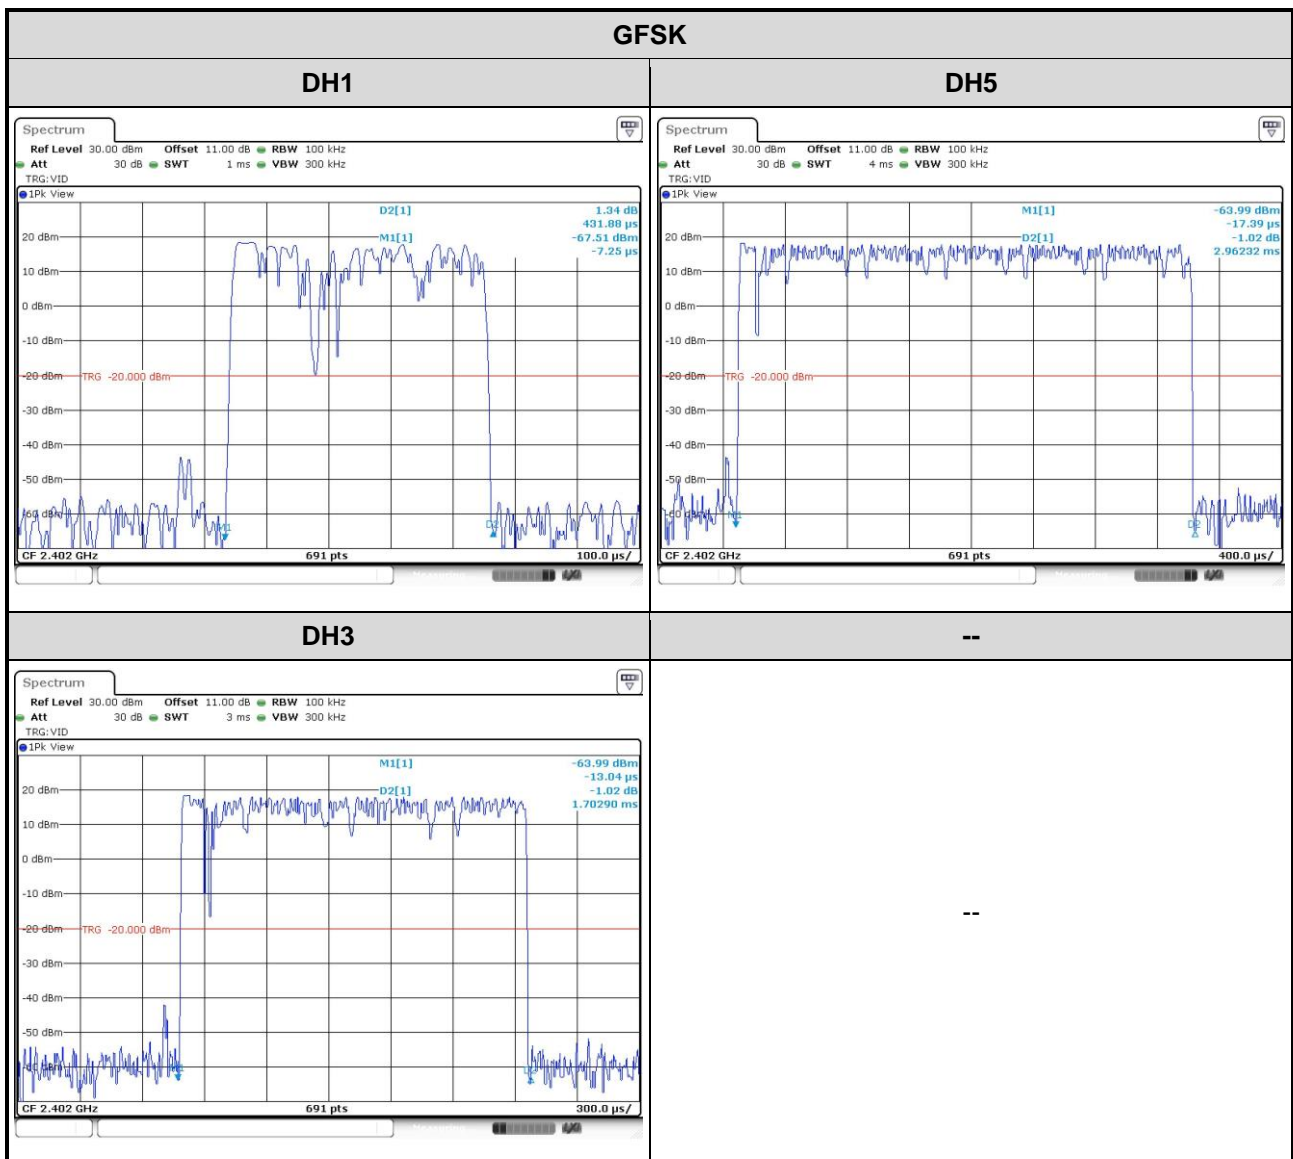 GFSK
DH1
DH5
Spectrum
Ref Level 30.00 dBm Offset 11.00 dB RBW 100 kHz
Att 30 dB SWT 1 ms VBW 300 kHz
TRG:VID
1Pk View
D2[1] 1.34 dB
431.88 µs
M1[1] -67.51 dBm
-7.25 µs
20 dBm
10 dBm
0 dBm
-10 dBm
-20 dBm TRG -20.000 dBm
-30 dBm
-40 dBm
-50 dBm
-60 dBm
M1
D2
CF 2.402 GHz 691 pts 100.0 µs/
Spectrum
Ref Level 30.00 dBm Offset 11.00 dB RBW 100 kHz
Att 30 dB SWT 4 ms VBW 300 kHz
TRG:VID
1Pk View
M1[1] -63.99 dBm
-17.39 µs
D2[1] -1.02 dB
2.96232 ms
20 dBm
10 dBm
0 dBm
-10 dBm
-20 dBm TRG -20.000 dBm
-30 dBm
-40 dBm
-50 dBm
-60 dBm
M1
D2
CF 2.402 GHz 691 pts 400.0 µs/
DH3
--
Spectrum
Ref Level 30.00 dBm Offset 11.00 dB RBW 100 kHz
Att 30 dB SWT 3 ms VBW 300 kHz
TRG:VID
1Pk View
M1[1] -63.99 dBm
-13.04 µs
D2[1] -1.02 dB
1.70290 ms
20 dBm
10 dBm
0 dBm
-10 dBm
-20 dBm TRG -20.000 dBm
-30 dBm
-40 dBm
-50 dBm
-60 dBm
CF 2.402 GHz 691 pts 300.0 µs/
--